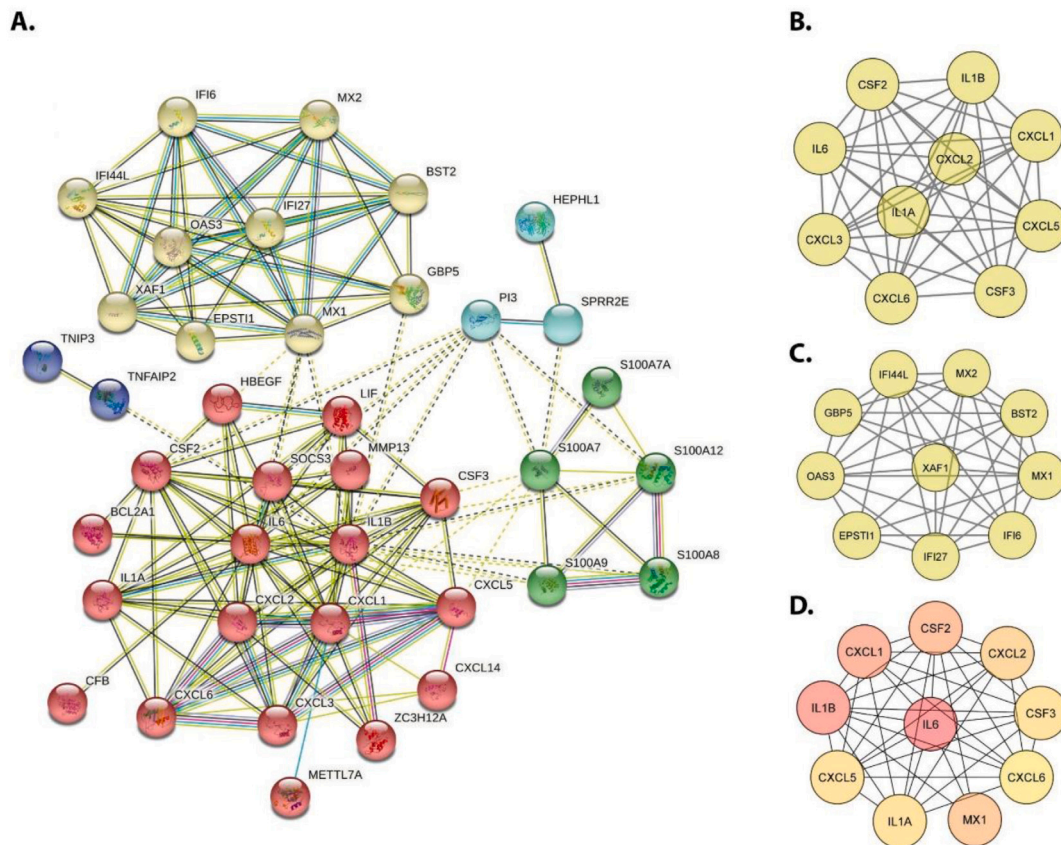 A.
IFI6
MX2
IFI44L
BST2
IFI27
OAS3
HEPHL1
XAF1
GBP5
PI3
SPRR2E
EPSTI1
MX1
TNIP3
TNFAIP2
HBEGF
S100A7A
LIF
CSF2
SOCS3
MMP13
S100A7
S100A12
CSF3
BCL2A1
IL6
IL1B
IL1A
CXCL5
S100A9
S100A8
CXCL2
CXCL1
CFB
CXCL6
CXCL3
CXCL14
ZC3H12A
METTL7A
B.
CSF2
IL1B
IL6
CXCL2
CXCL1
IL1A
CXCL3
CXCL5
CXCL6
CSF3
C.
IFI44L
MX2
GBP5
BST2
OAS3
XAF1
MX1
EPSTI1
IFI27
IFI6
D.
CSF2
CXCL1
CXCL2
IL1B
IL6
CSF3
CXCL5
CXCL6
IL1A
MX1